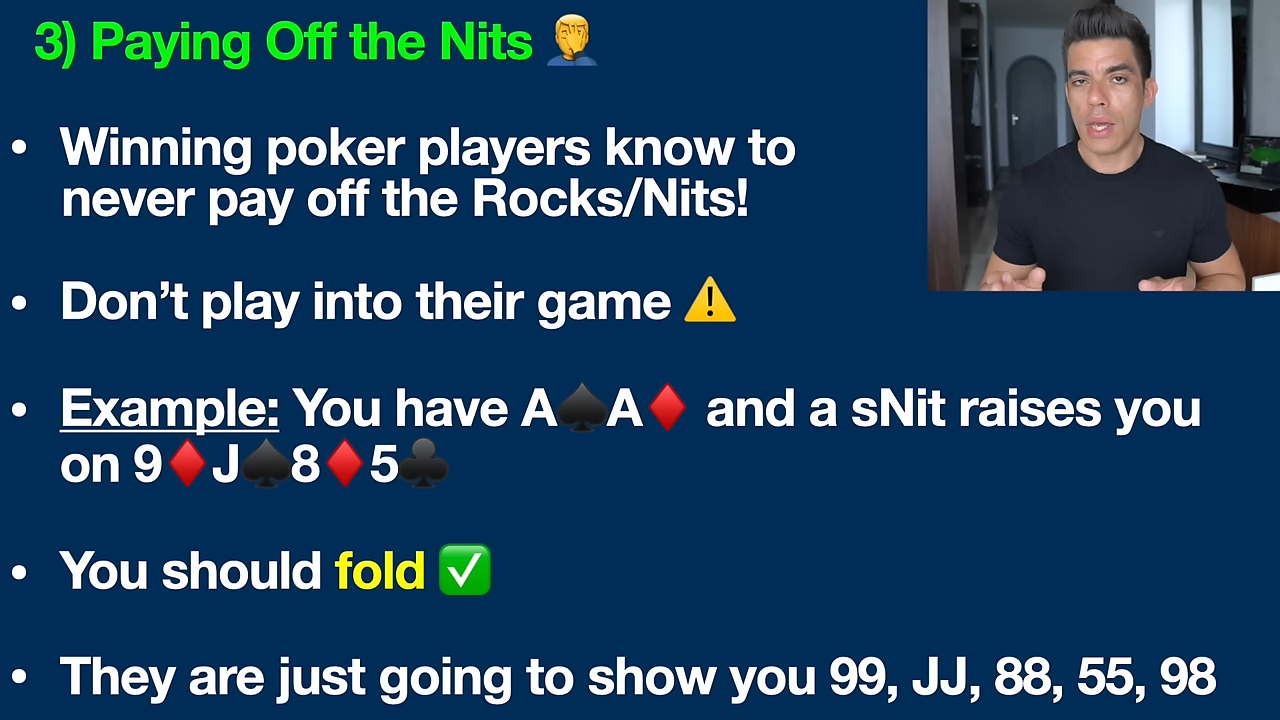 3) Paying Off the Nits 🤦‍♂️
• Winning poker players know to
never pay off the Rocks/Nits!
• Don’t play into their game ⚠️
• Example: You have A♠️A♦️ and a sNit raises you
on 9♦️J♠️8♦️5♣️
• You should fold ✅
• They are just going to show you 99, JJ, 88, 55, 98